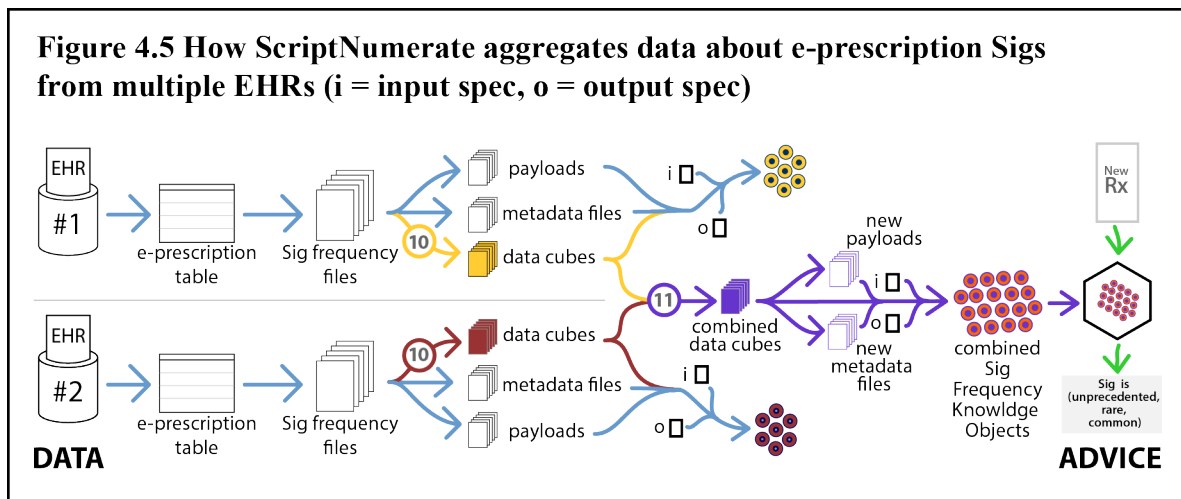 Figure 4.5 How ScriptNumerate aggregates data about e-prescription Sigs
from multiple EHRs (i = input spec, o = output spec)
EHR
#1
e-prescription
table
Sig frequency
files
10
payloads
metadata files
data cubes
i
o
EHR
#2
e-prescription
table
Sig frequency
files
10
data cubes
metadata files
payloads
i
o
11
combined
data cubes
new
payloads
i
o
new
metadata
files
combined
Sig
Frequency
Knowldge
Objects
New
Rx
Sig is
(unprecedented,
rare,
common)
DATA
ADVICE